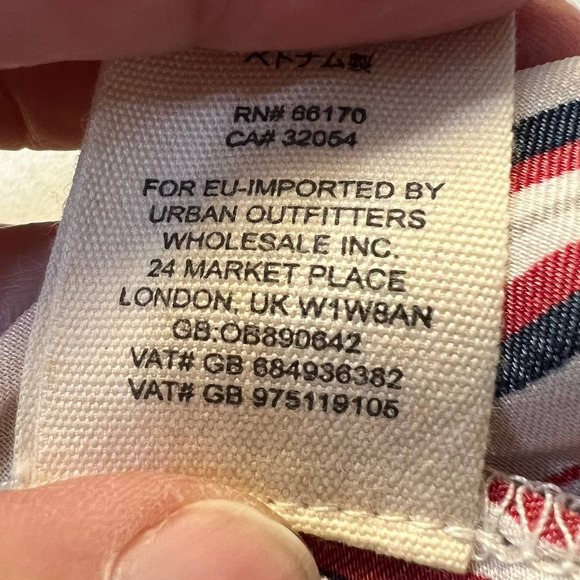 ベトナム製
RN# 66170
CA# 32054
FOR EU-IMPORTED BY
URBAN OUTFITTERS
WHOLESALE INC.
24 MARKET PLACE
LONDON, UK W1W8AN
GB:OB890642
VAT# GB 684936382
VAT# GB 975119105